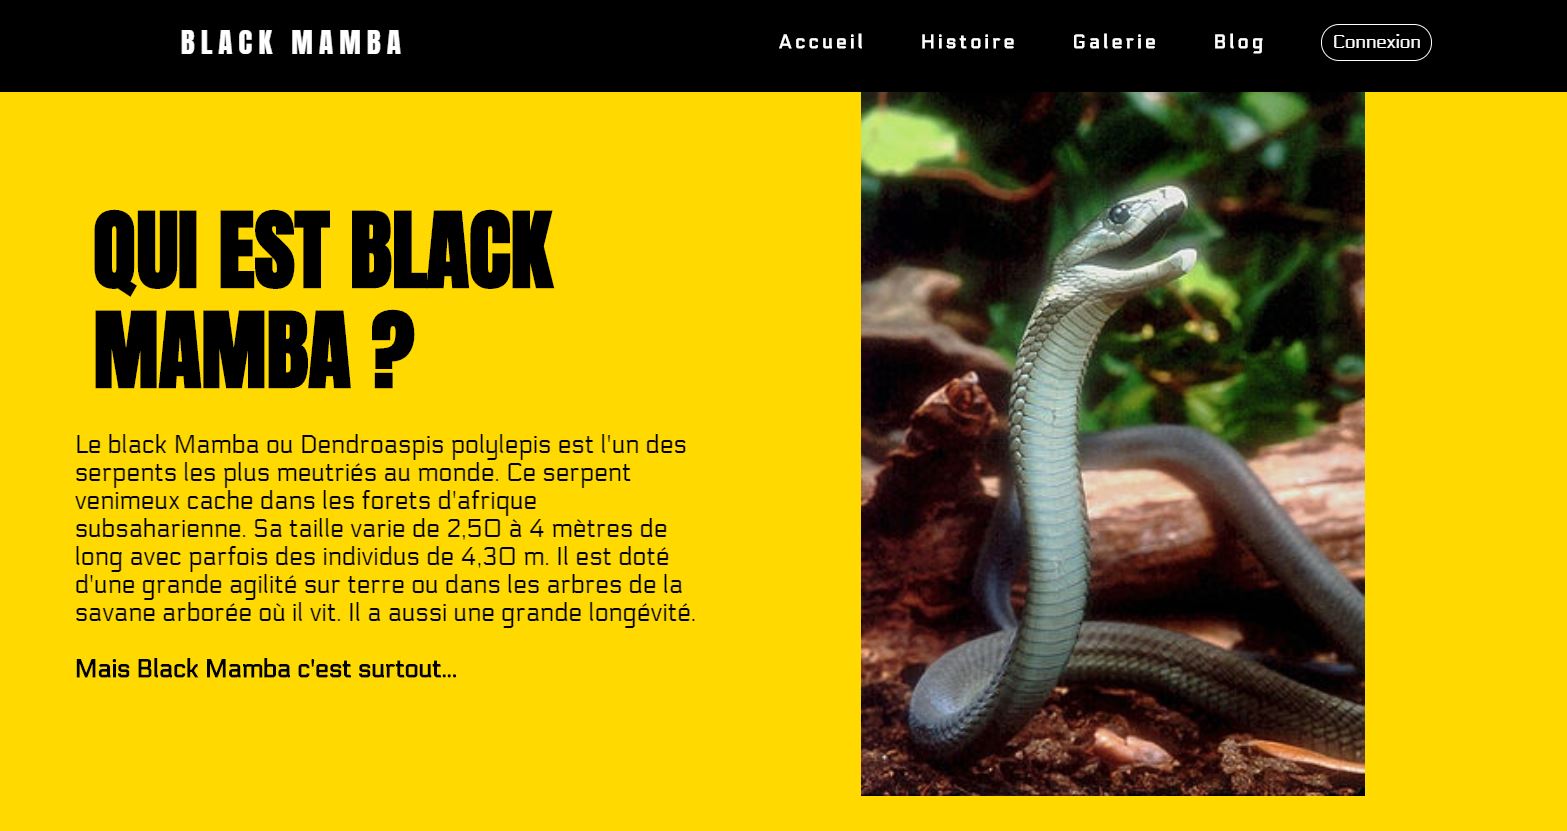 BLACK MAMBA
Accueil Histoire Galerie Blog Connexion
QUI EST BLACK
MAMBA ?
Le black Mamba ou Dendroaspis polylepis est l'un des
serpents les plus meutriés au monde. Ce serpent
venimeux cache dans les forets d'afrique
subsaharienne. Sa taille varie de 2,50 à 4 mètres de
long avec parfois des individus de 4,30 m. Il est doté
d'une grande agilité sur terre ou dans les arbres de la
savane arborée où il vit. Il a aussi une grande longévité.
Mais Black Mamba c'est surtout...